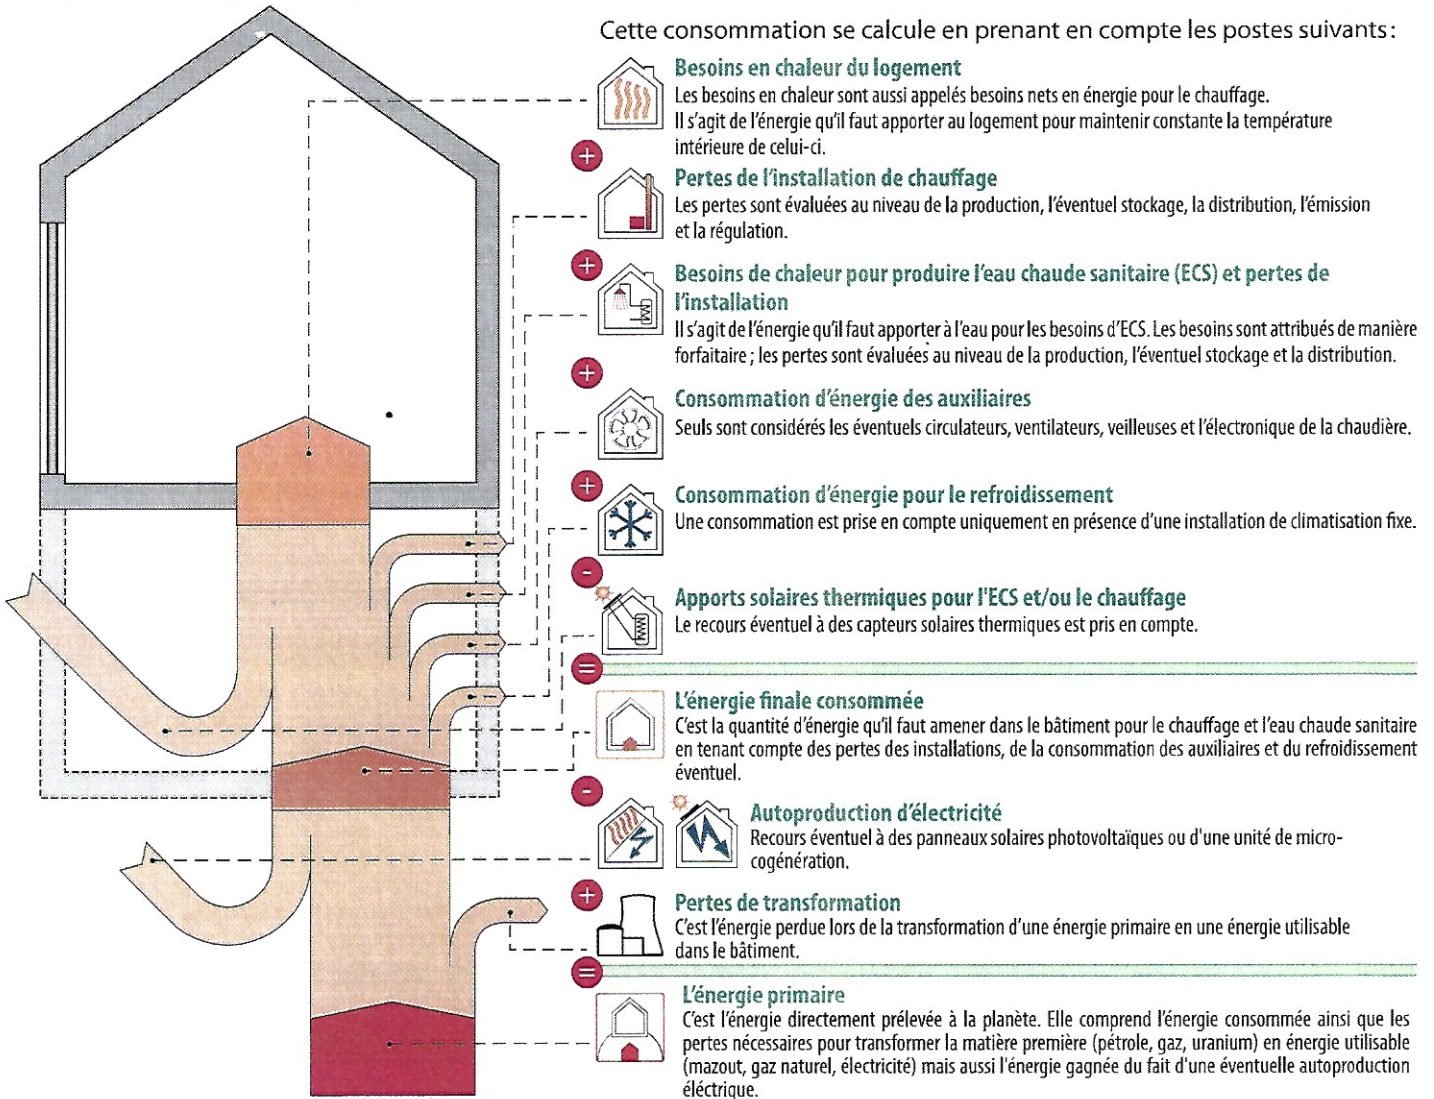 Cette consommation se calcule en prenant en compte les postes suivants :
Besoins en chaleur du logement
Les besoins en chaleur sont aussi appelés besoins nets en énergie pour le chauffage.
Il s'agit de l'énergie qu'il faut apporter au logement pour maintenir constante la température
intérieure de celui-ci.
+
Pertes de l'installation de chauffage
Les pertes sont évaluées au niveau de la production, l'éventuel stockage, la distribution, l'émission
et la régulation.
+
Besoins de chaleur pour produire l'eau chaude sanitaire (ECS) et pertes de
l'installation
Il s'agit de l'énergie qu'il faut apporter à l'eau pour les besoins d'ECS. Les besoins sont attribués de manière
forfaitaire ; les pertes sont évaluées au niveau de la production, l'éventuel stockage et la distribution.
+
Consommation d'énergie des auxiliaires
Seuls sont considérés les éventuels circulateurs, ventilateurs, veilleuses et l'électronique de la chaudière.
+
Consommation d'énergie pour le refroidissement
Une consommation est prise en compte uniquement en présence d'une installation de climatisation fixe.
-
Apports solaires thermiques pour l'ECS et/ou le chauffage
Le recours éventuel à des capteurs solaires thermiques est pris en compte.
=
L'énergie finale consommée
C'est la quantité d'énergie qu'il faut amener dans le bâtiment pour le chauffage et l'eau chaude sanitaire
en tenant compte des pertes des installations, de la consommation des auxiliaires et du refroidissement
éventuel.
-
Autoproduction d'électricité
Recours éventuel à des panneaux solaires photovoltaïques ou d'une unité de micro-
cogénération.
+
Pertes de transformation
C'est l'énergie perdue lors de la transformation d'une énergie primaire en une énergie utilisable
dans le bâtiment.
=
L'énergie primaire
C'est l'énergie directement prélevée à la planète. Elle comprend l'énergie consommée ainsi que les
pertes nécessaires pour transformer la matière première (pétrole, gaz, uranium) en énergie utilisable
(mazout, gaz naturel, électricité) mais aussi l'énergie gagnée du fait d'une éventuelle autoproduction
éléctrique.